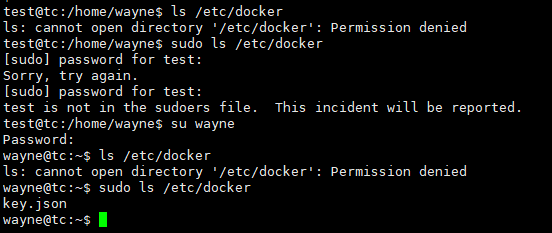 test@tc:/home/wayne$ ls /etc/docker
ls: cannot open directory '/etc/docker': Permission denied
test@tc:/home/wayne$ sudo ls /etc/docker
[sudo] password for test:
Sorry, try again.
[sudo] password for test:
test is not in the sudoers file.  This incident will be reported.
test@tc:/home/wayne$ su wayne
Password:
wayne@tc:~$ ls /etc/docker
ls: cannot open directory '/etc/docker': Permission denied
wayne@tc:~$ sudo ls /etc/docker
key.json
wayne@tc:~$